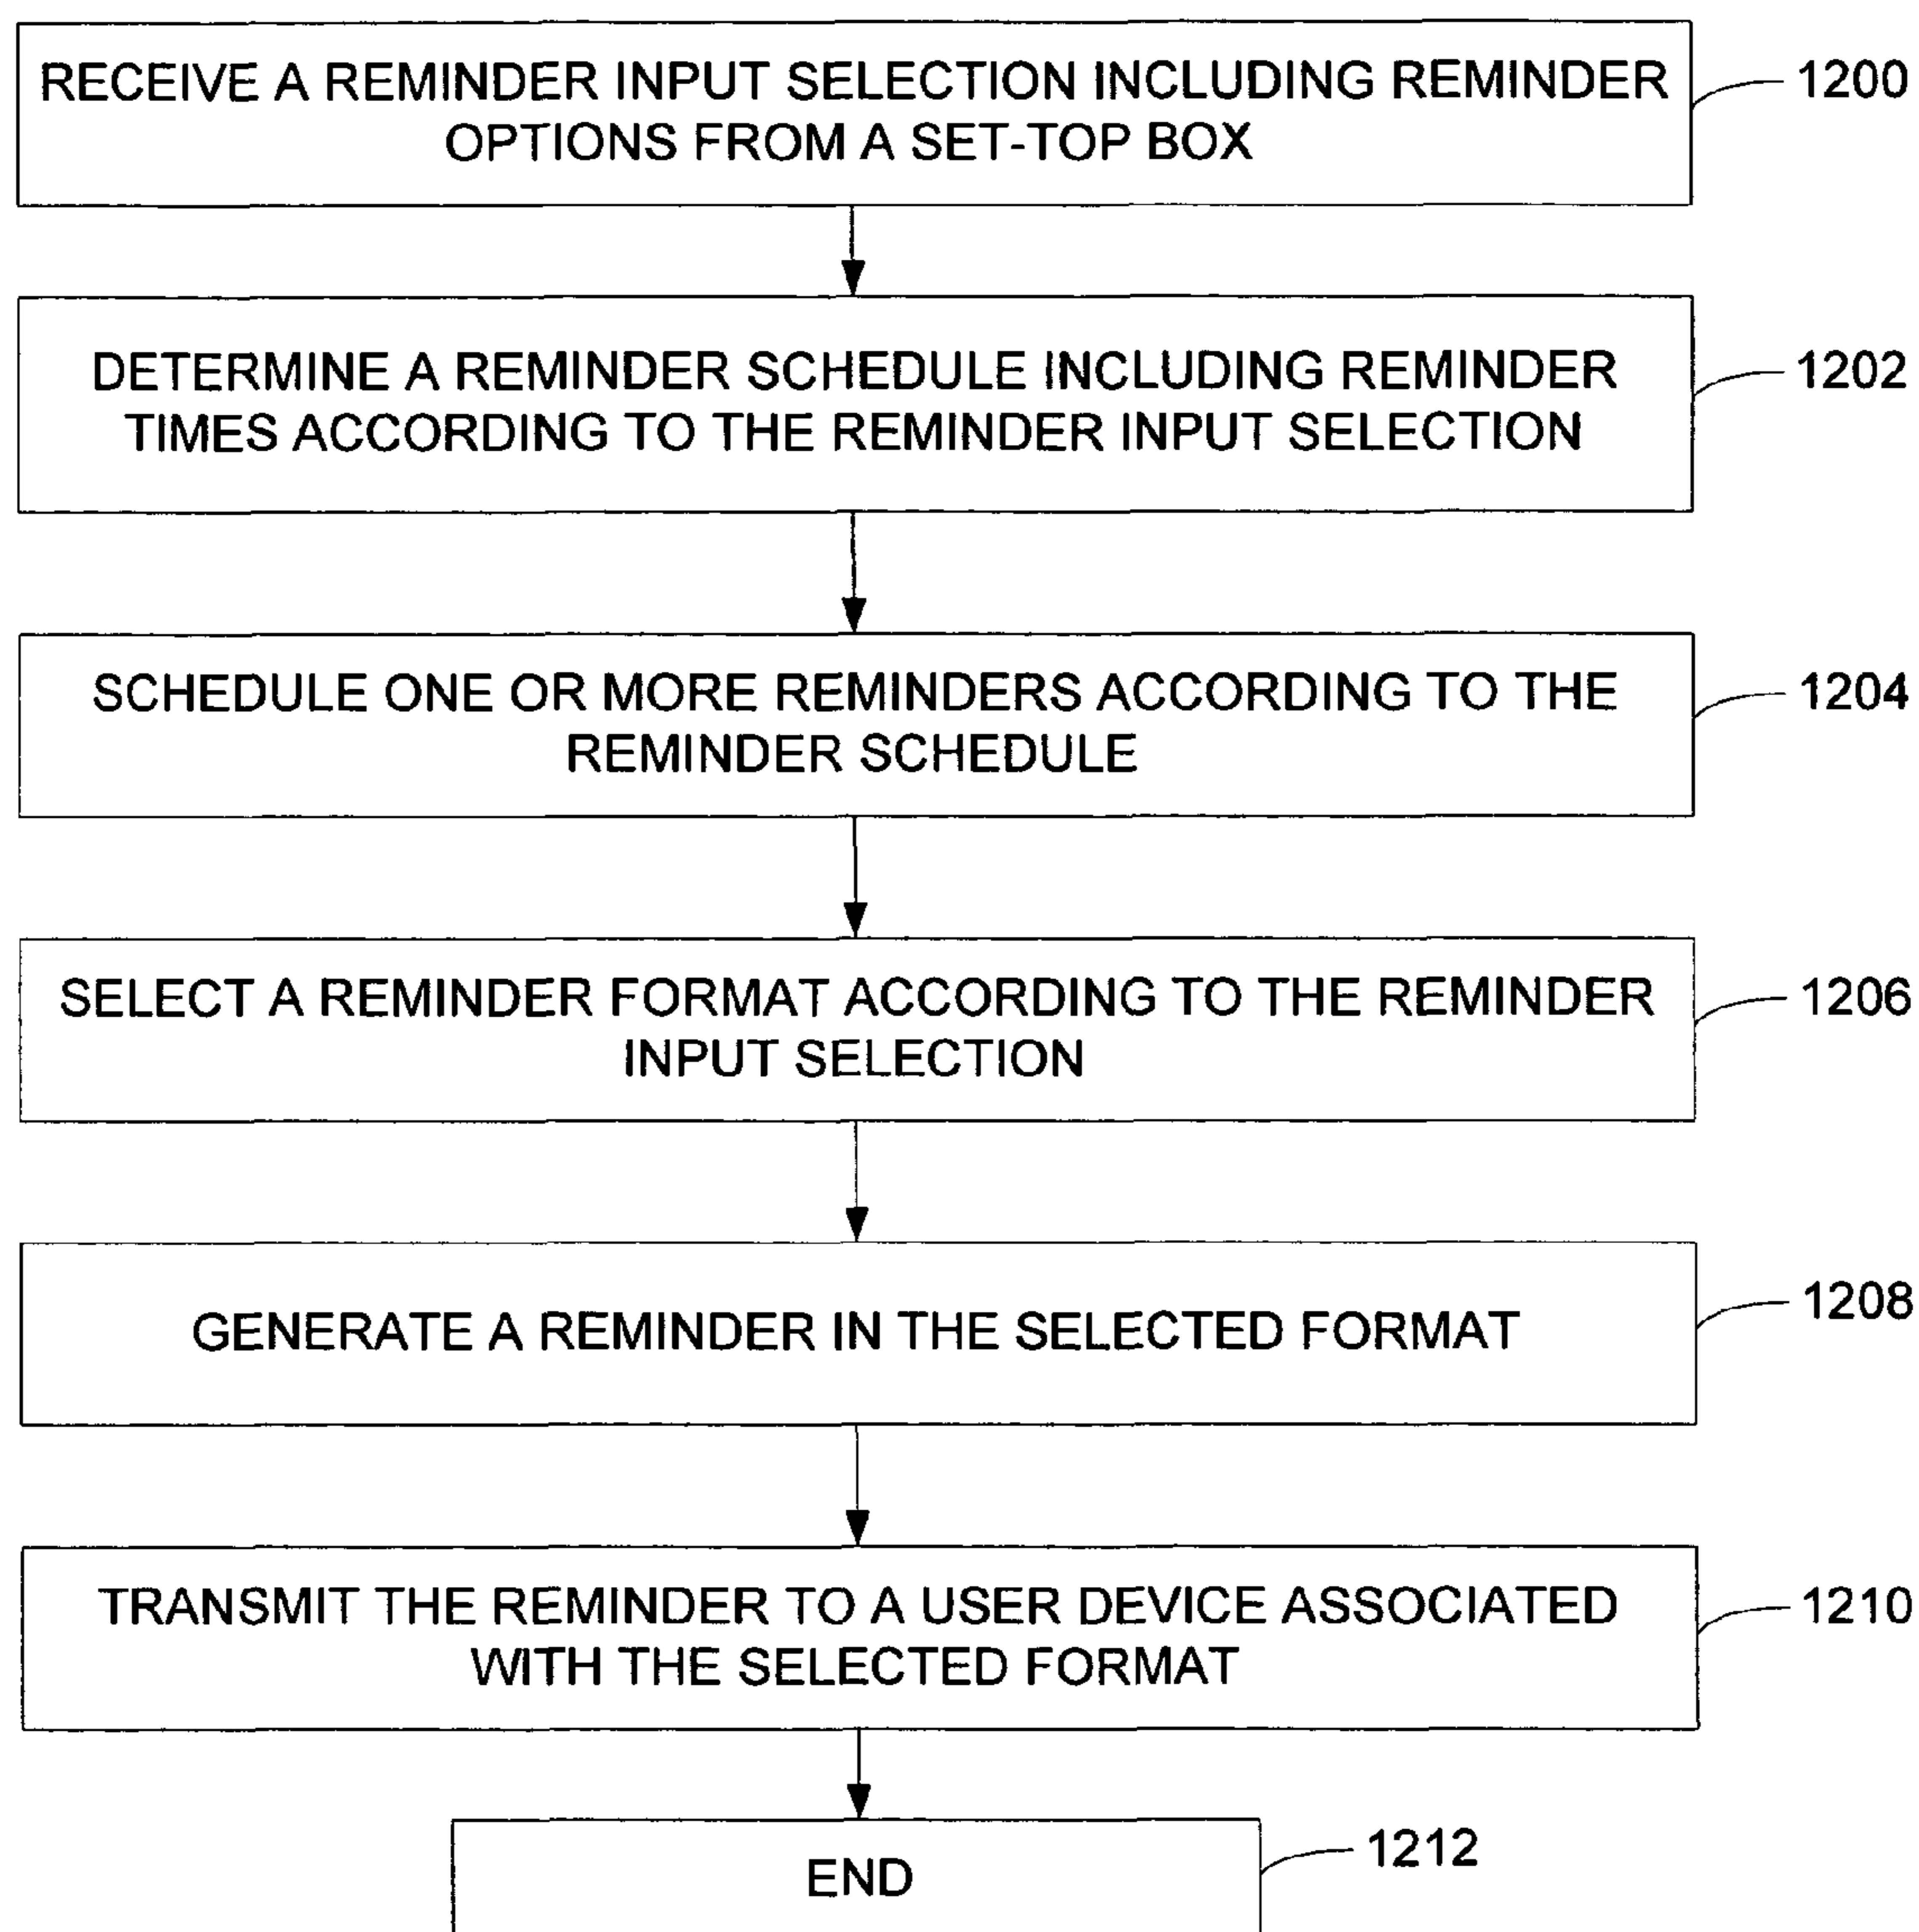 RECEIVE A REMINDER INPUT SELECTION INCLUDING REMINDER
OPTIONS FROM A SET-TOP BOX
1200
DETERMINE A REMINDER SCHEDULE INCLUDING REMINDER
TIMES ACCORDING TO THE REMINDER INPUT SELECTION
1202
SCHEDULE ONE OR MORE REMINDERS ACCORDING TO THE
REMINDER SCHEDULE
1204
SELECT A REMINDER FORMAT ACCORDING TO THE REMINDER
INPUT SELECTION
1206
GENERATE A REMINDER IN THE SELECTED FORMAT
1208
TRANSMIT THE REMINDER TO A USER DEVICE ASSOCIATED
WITH THE SELECTED FORMAT
1210
END
1212